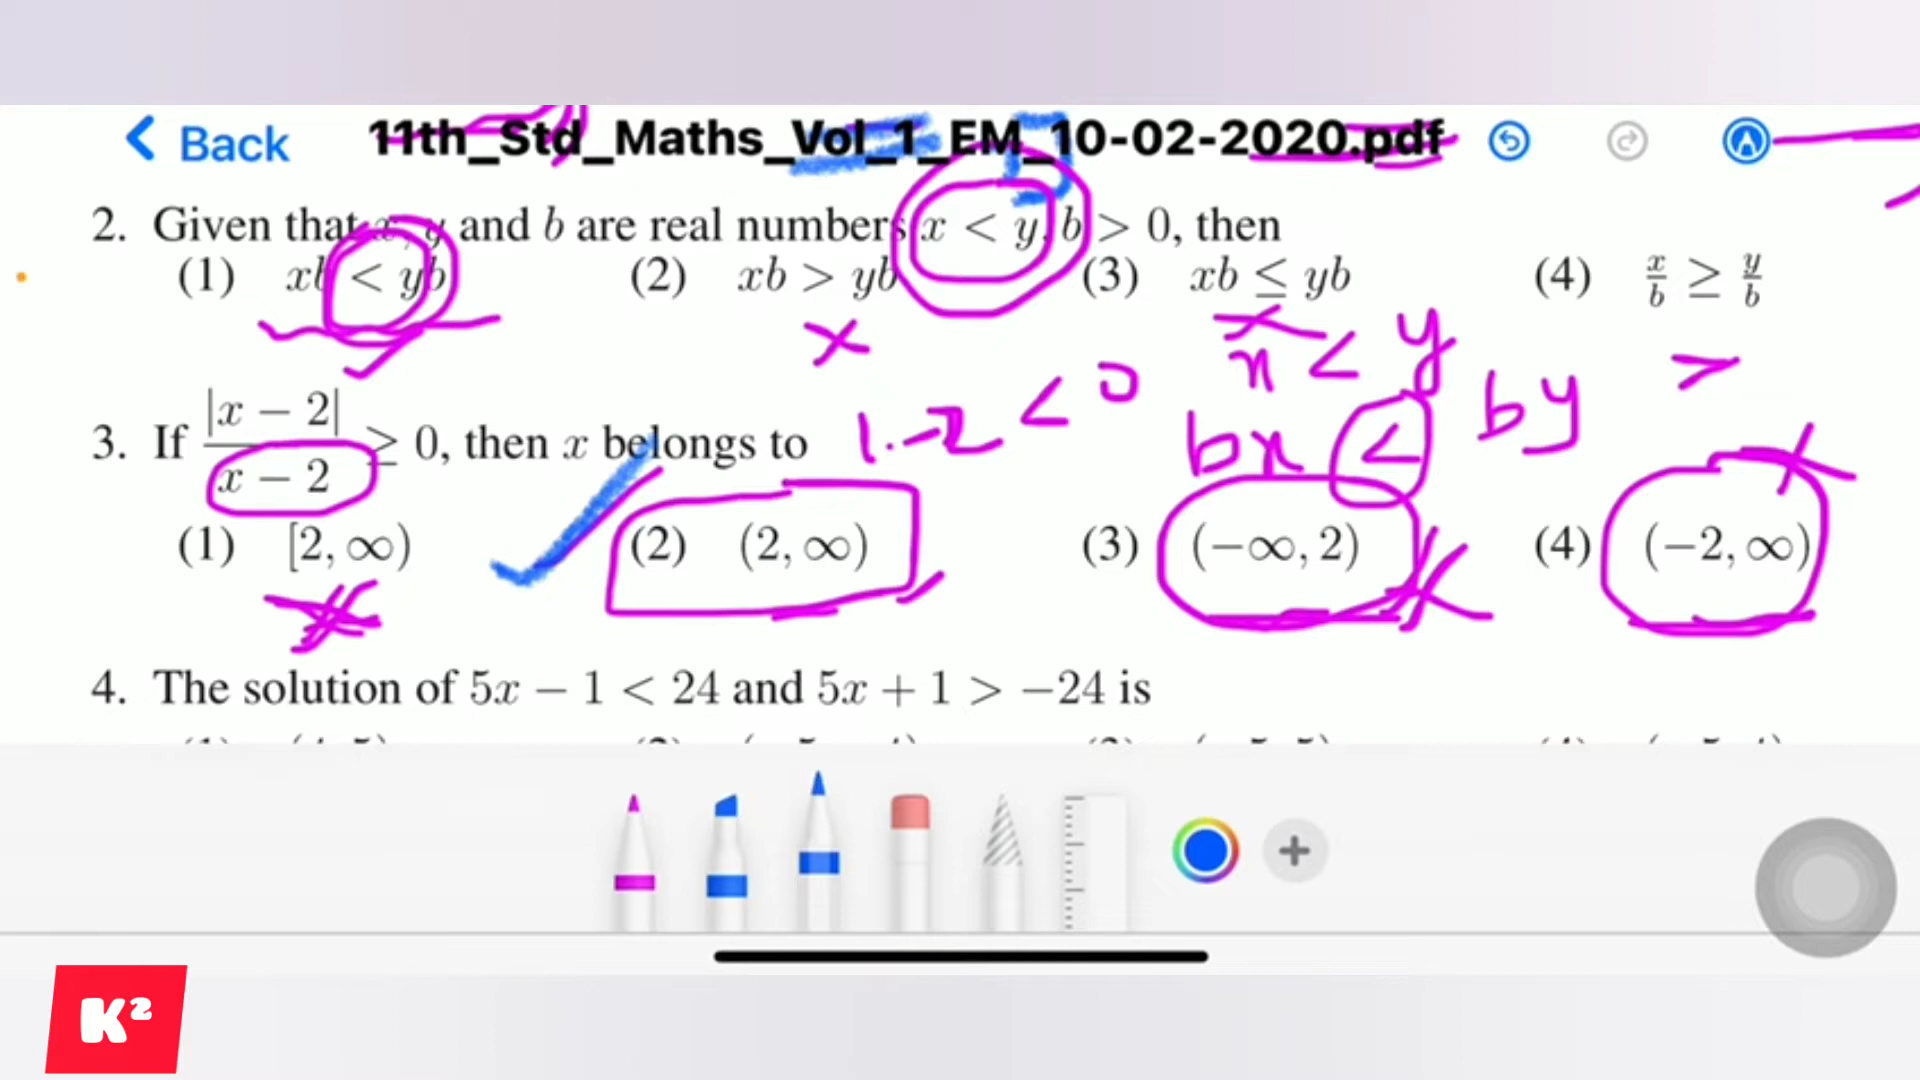 Back 11th_Std_Maths_Vol_1_EM_10-02-2020.pdf
2. Given that x, y and b are real numbers x < y, b > 0, then
(1) xb < yb (2) xb > yb (3) xb ≤ yb (4) x/b ≥ y/b
x < y
1.-2 < 0 bx < by >
3. If |x − 2|/(x − 2) ≥ 0, then x belongs to
(1) [2, ∞) (2) (2, ∞) (3) (−∞, 2) (4) (−2, ∞)
4. The solution of 5x − 1 < 24 and 5x + 1 > −24 is
K²